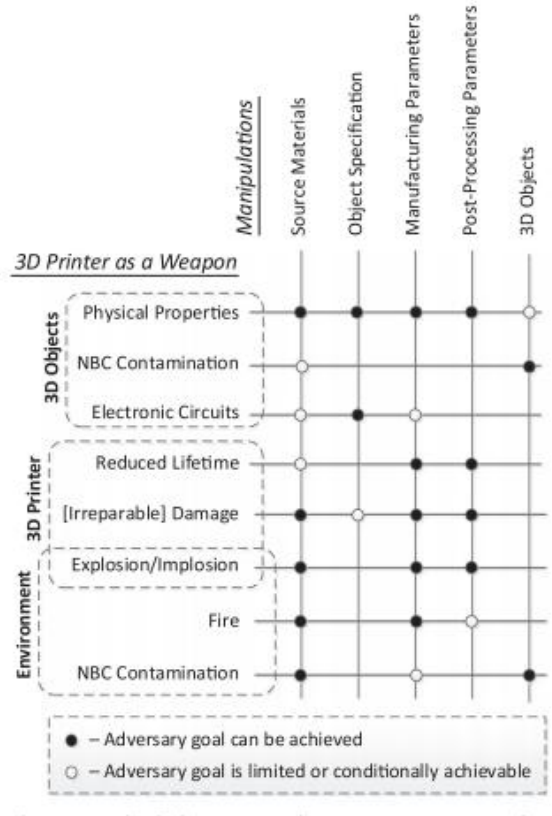 Manipulations
Source Materials
Object Specification
Manufacturing Parameters
Post-Processing Parameters
3D Objects
3D Printer as a Weapon
3D Objects
Physical Properties
NBC Contamination
Electronic Circuits
3D Printer
Reduced Lifetime
[Irreparable] Damage
Explosion/Implosion
Environment
Fire
NBC Contamination
● – Adversary goal can be achieved
○ – Adversary goal is limited or conditionally achievable